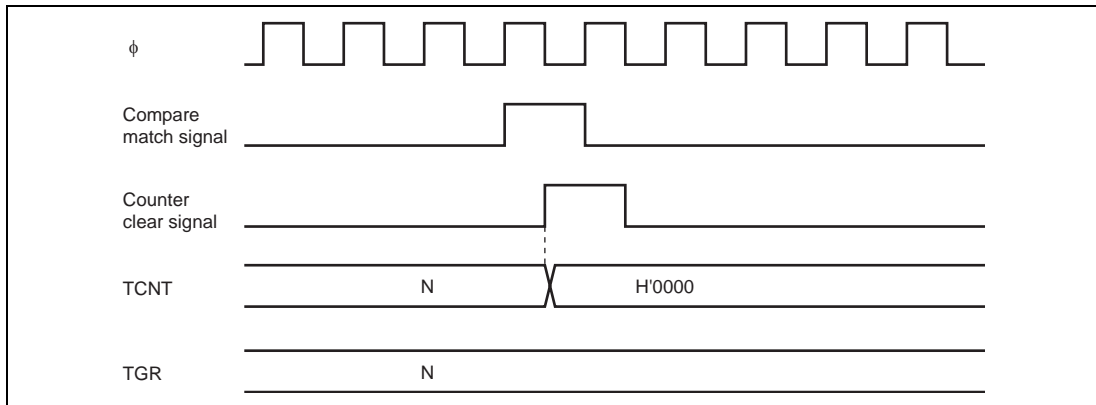 ϕ
Compare
match signal
Counter
clear signal
TCNT N H'0000
TGR N